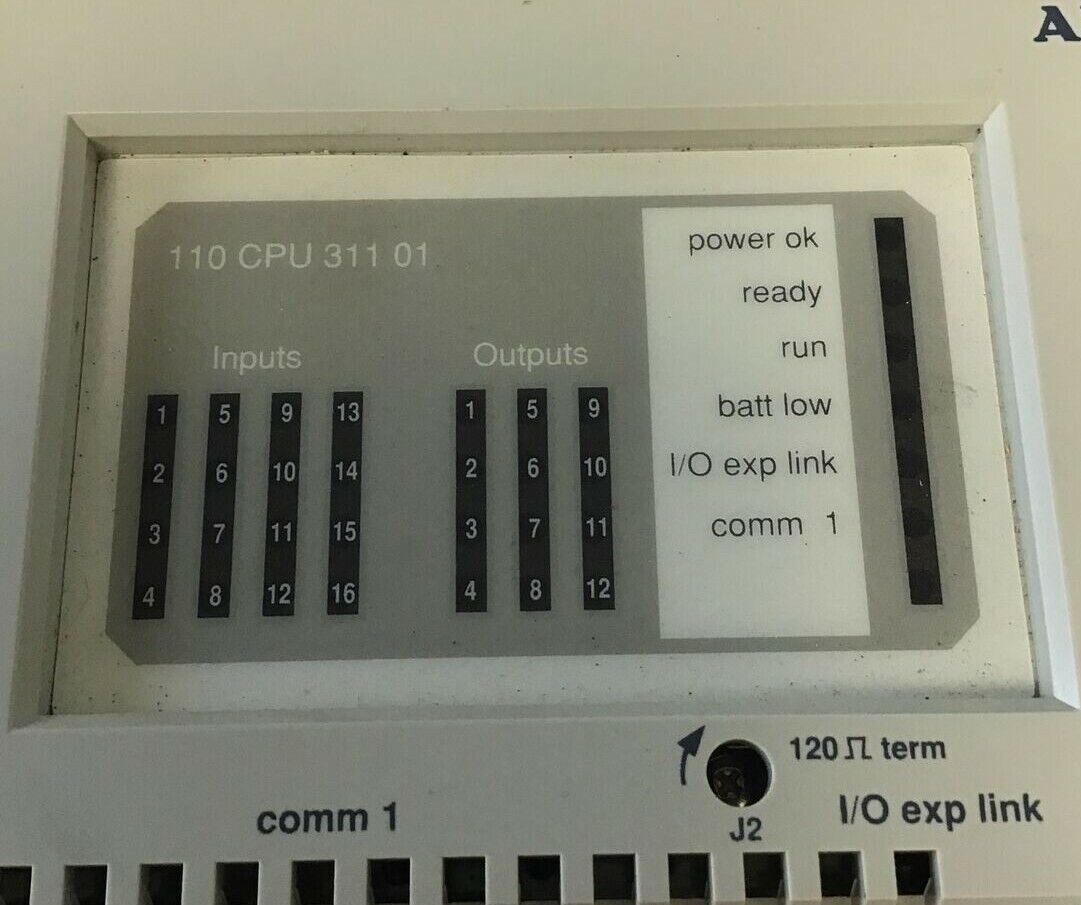 110 CPU 311 01
Inputs
1 5 9 13
2 6 10 14
3 7 11 15
4 8 12 16
Outputs
1 5 9
2 6 10
3 7 11
4 8 12
power ok
ready
run
batt low
I/O exp link
comm 1
120 Ω term
J2
comm 1
I/O exp link